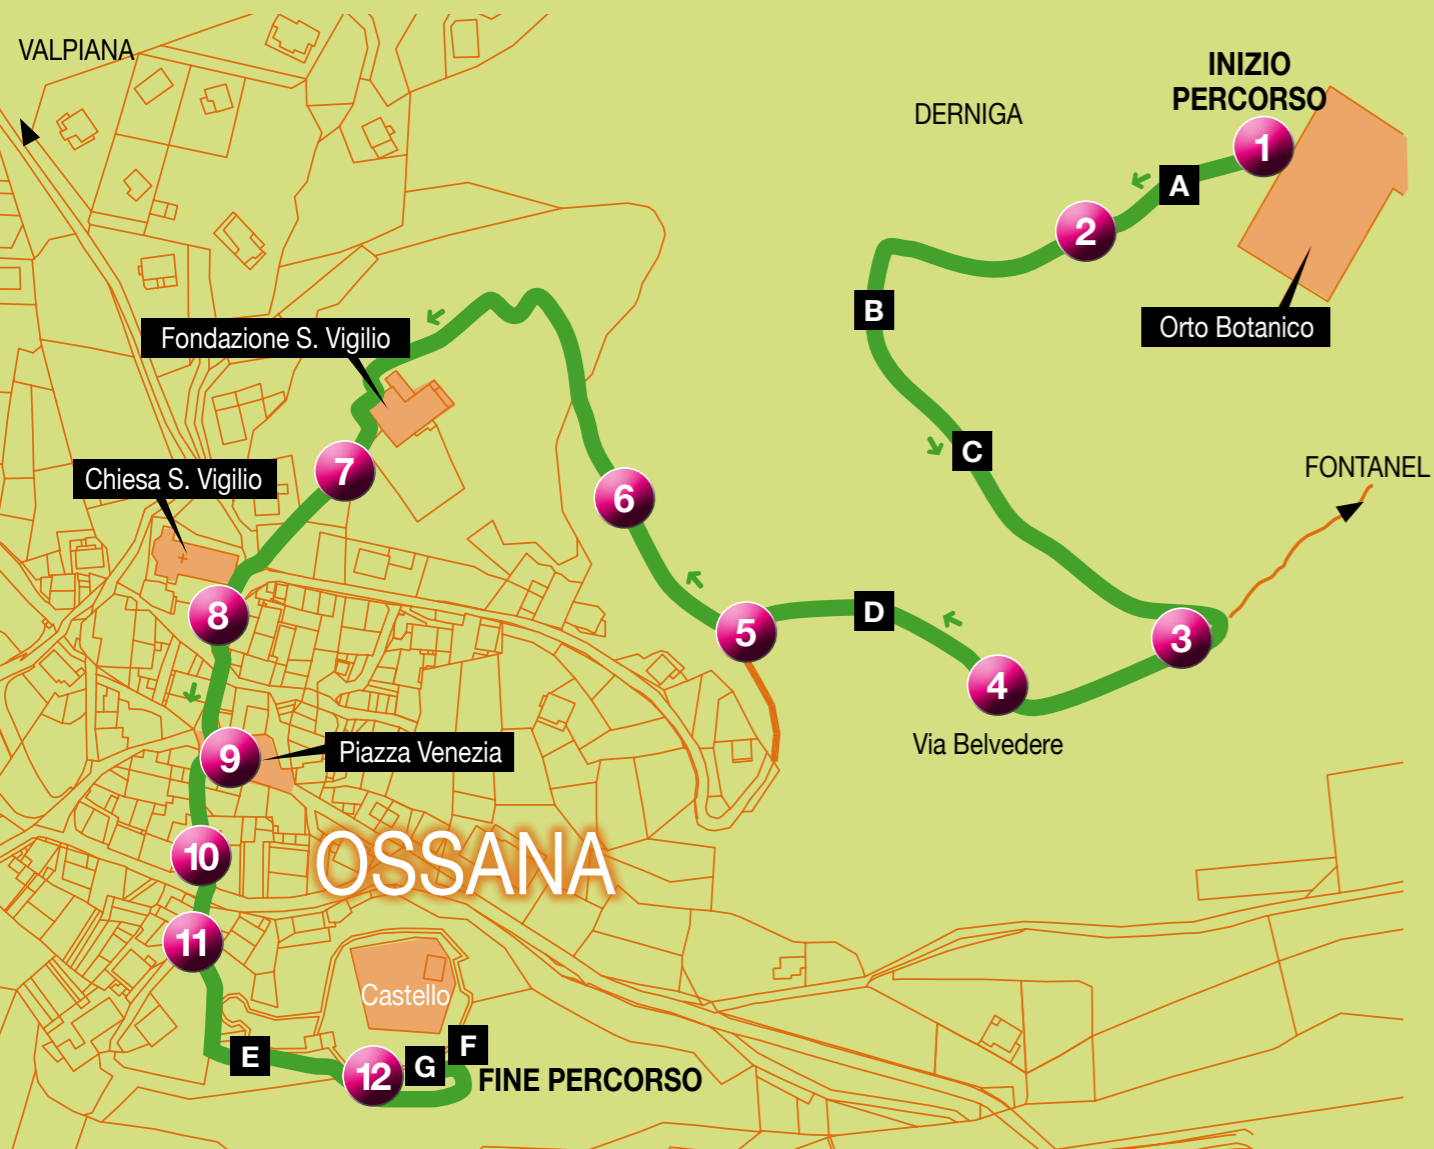 VALPIANA
INIZIO
PERCORSO
DERNIGA
1
A
2
B
Orto Botanico
Fondazione S. Vigilio
C
FONTANEL
7
Chiesa S. Vigilio
6
8
D
5
3
4
Via Belvedere
9
Piazza Venezia
10
OSSANA
11
Castello
F
E
G
12
FINE PERCORSO